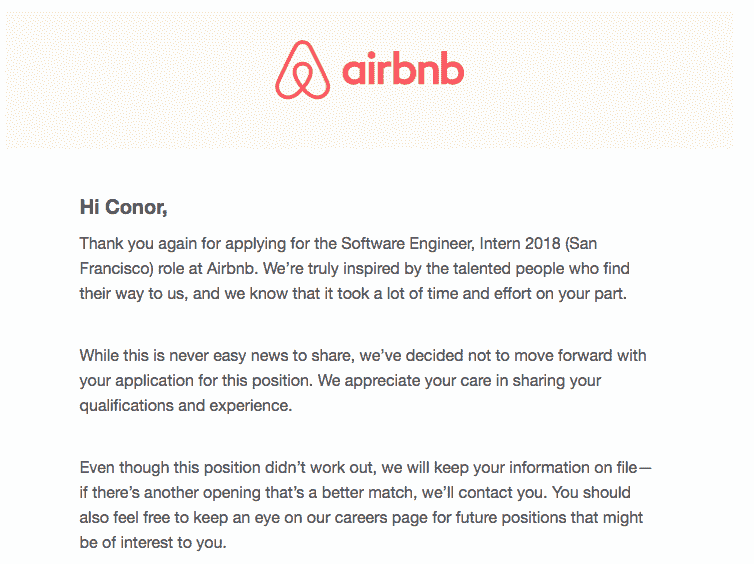 airbnb
Hi Conor,
Thank you again for applying for the Software Engineer, Intern 2018 (San
Francisco) role at Airbnb. We’re truly inspired by the talented people who find
their way to us, and we know that it took a lot of time and effort on your part.
While this is never easy news to share, we’ve decided not to move forward with
your application for this position. We appreciate your care in sharing your
qualifications and experience.
Even though this position didn’t work out, we will keep your information on file—
if there’s another opening that’s a better match, we’ll contact you. You should
also feel free to keep an eye on our careers page for future positions that might
be of interest to you.